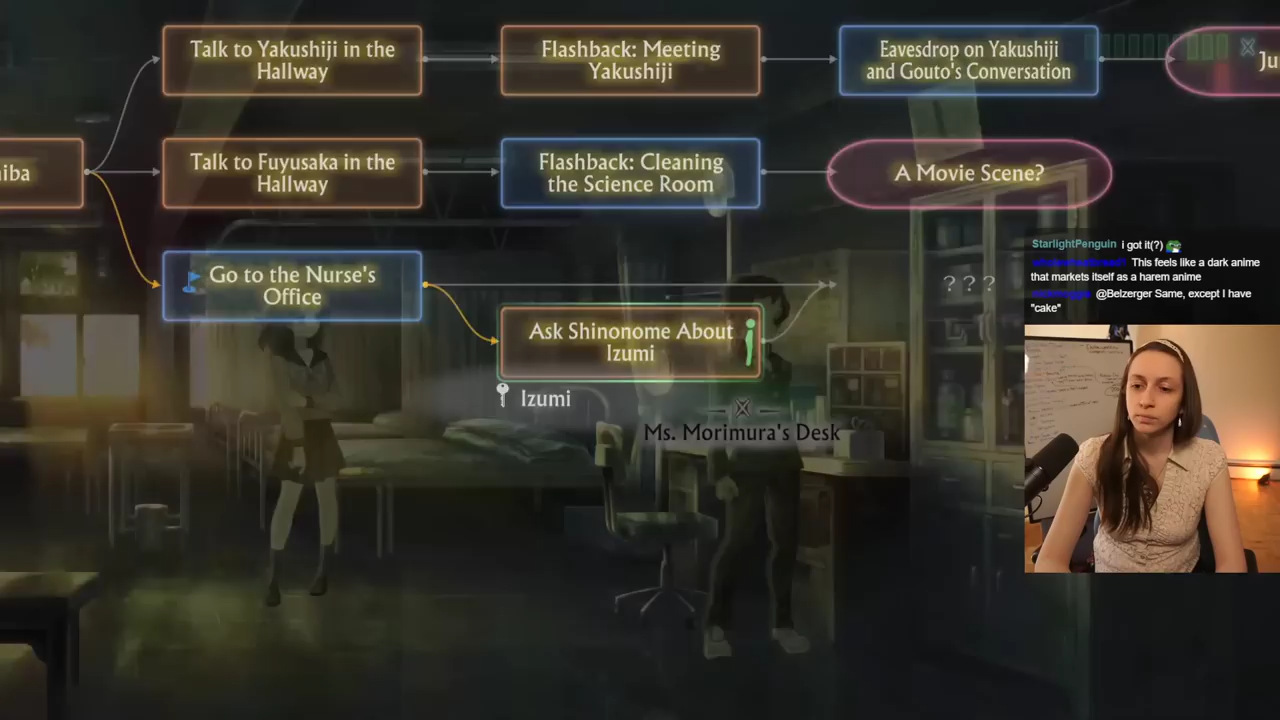 Talk to Yakushiji in the
Hallway
Flashback: Meeting
Yakushiji
Eavesdrop on Yakushiji
and Gouto's Conversation
Ju
iba
Talk to Fuyusaka in the
Hallway
Flashback: Cleaning
the Science Room
A Movie Scene?
Go to the Nurse's
Office
Ask Shinonome About
Izumi
? ? ?
Izumi
Ms. Morimura's Desk
StarlightPenguin i got it(?)
This feels like a dark anime
that markets itself as a harem anime
@Belzerger Same, except I have
"cake"